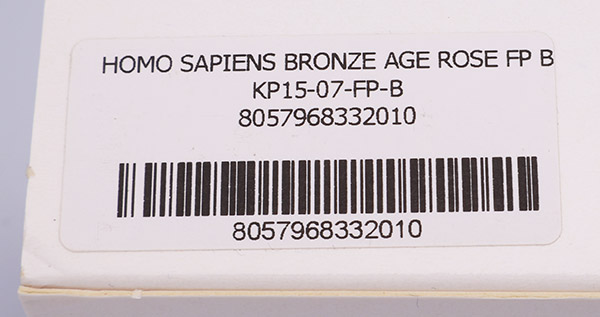 HOMO SAPIENS BRONZE AGE ROSE FP B
KP15-07-FP-B
8057968332010
8057968332010